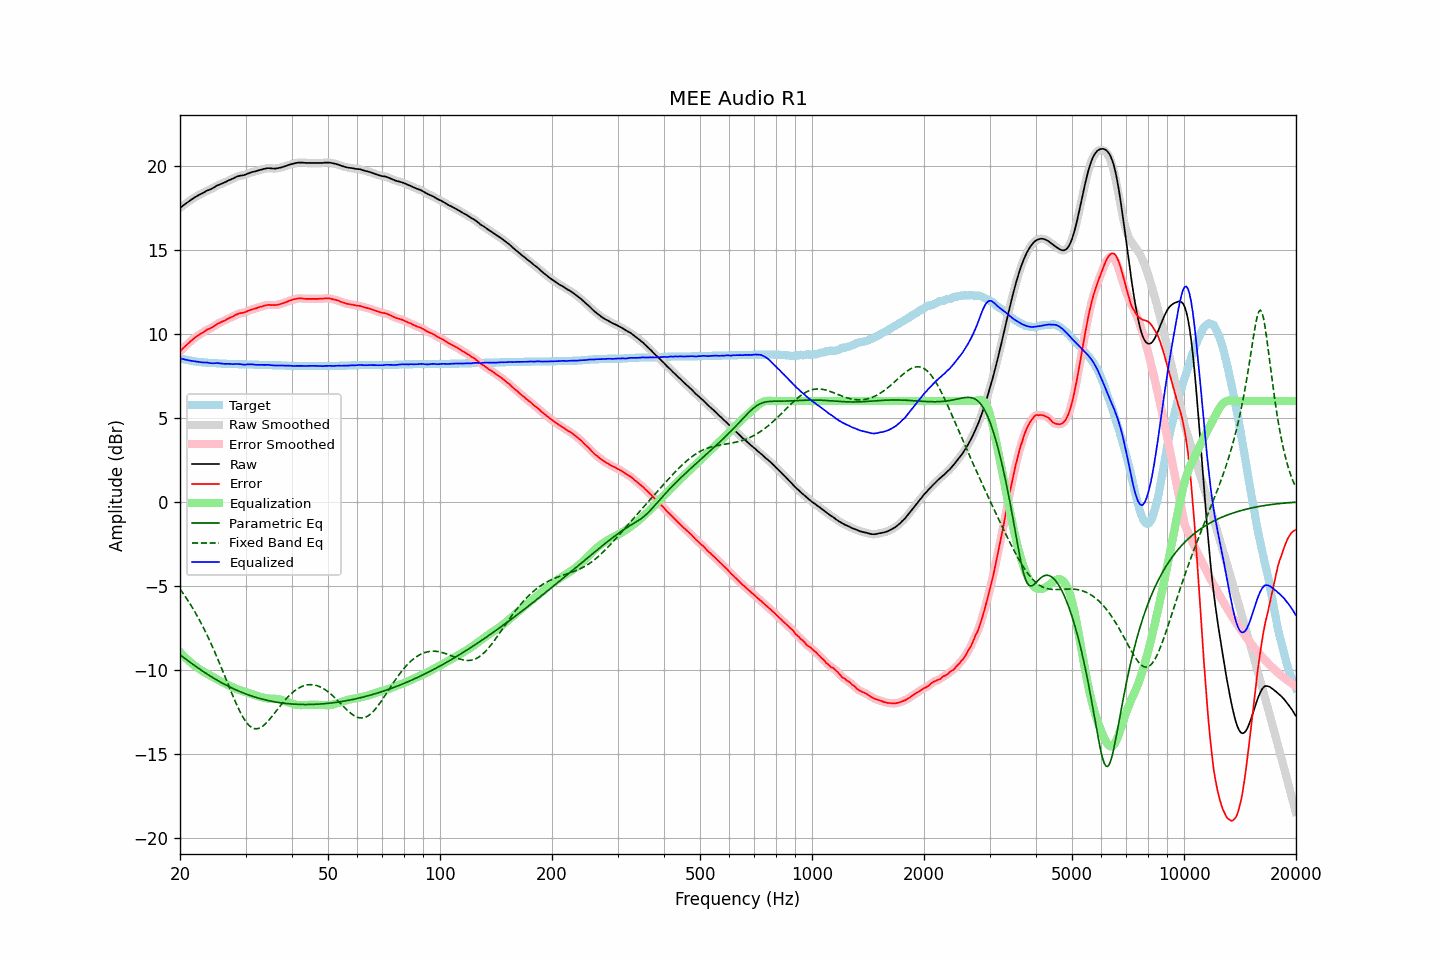 MEE Audio R1
Amplitude (dBr)
20
15
10
5
0
−5
−10
−15
−20
Target
Raw Smoothed
Error Smoothed
Raw
Error
Equalization
Parametric Eq
Fixed Band Eq
Equalized
20 50 100 200 500 1000 2000 5000 10000 20000
Frequency (Hz)